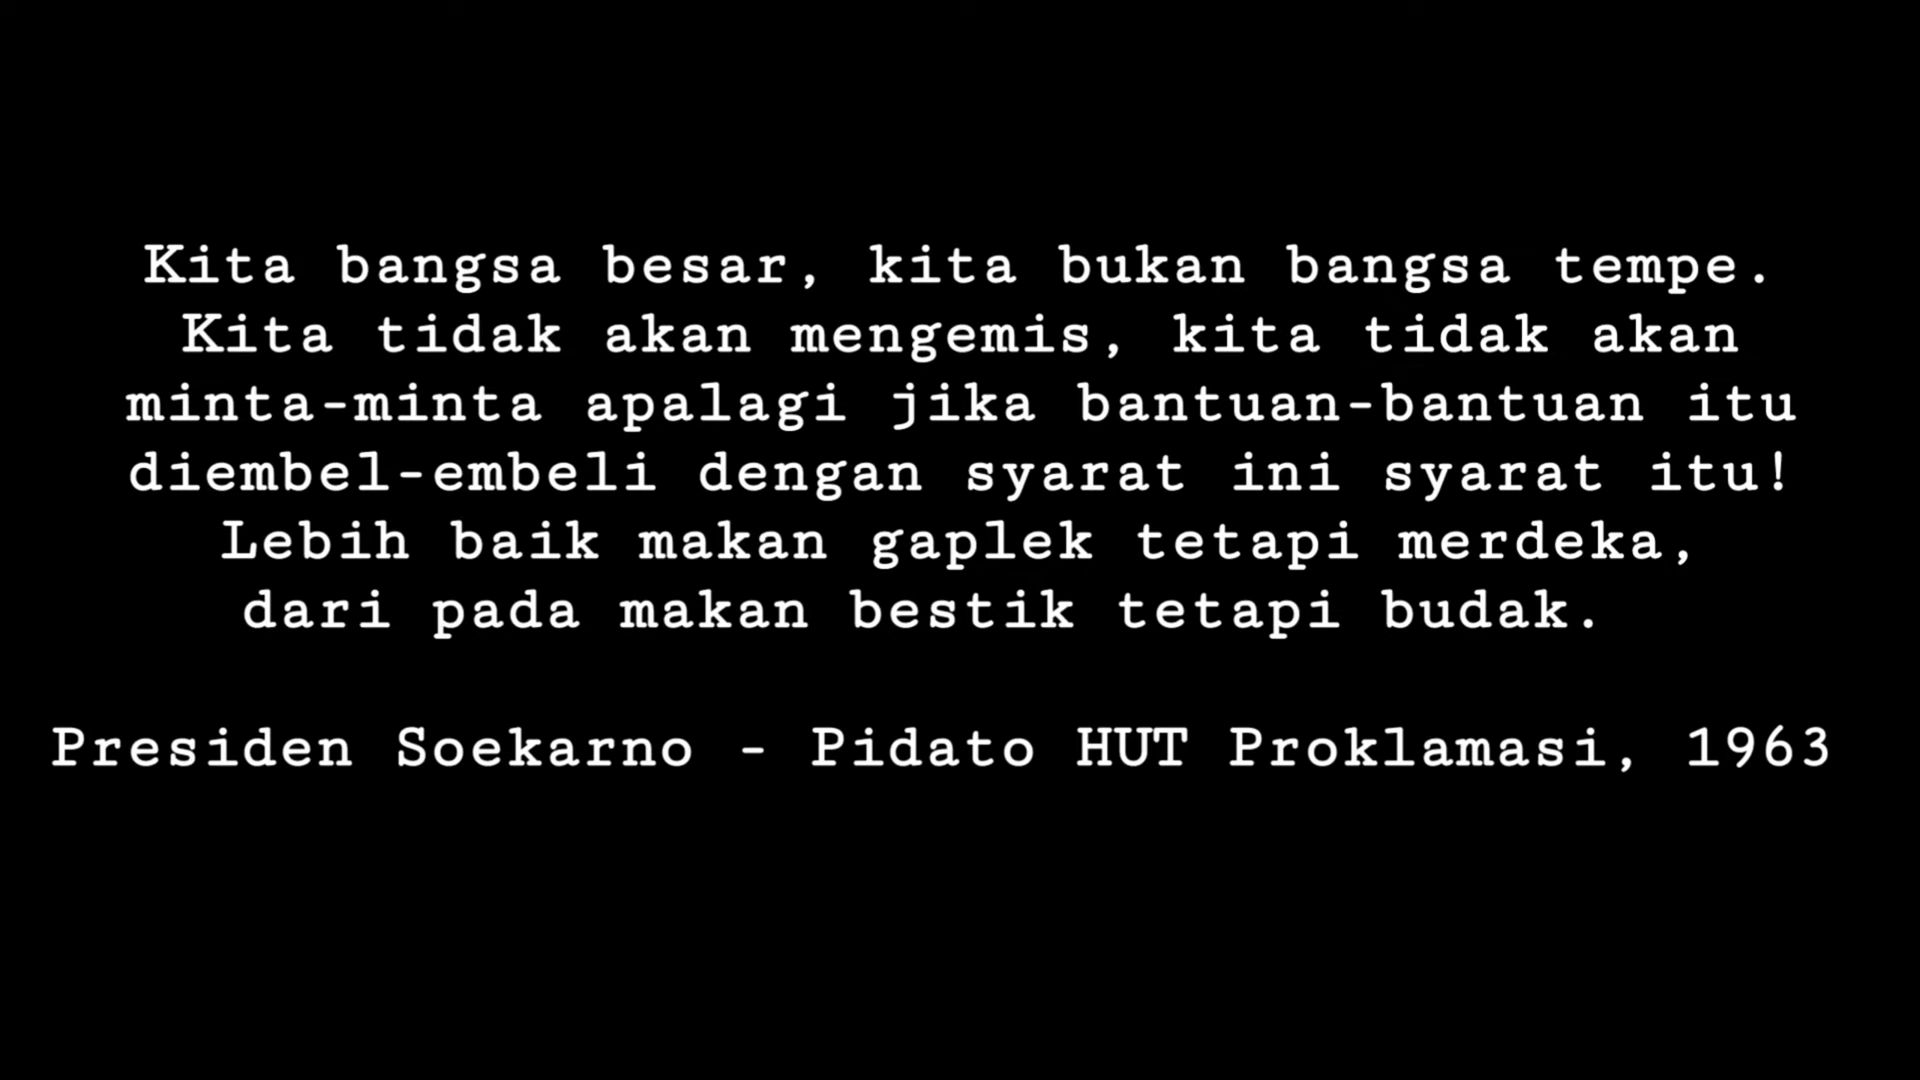 Kita bangsa besar, kita bukan bangsa tempe.
Kita tidak akan mengemis, kita tidak akan
minta-minta apalagi jika bantuan-bantuan itu
diembel-embeli dengan syarat ini syarat itu!
Lebih baik makan gaplek tetapi merdeka,
dari pada makan bestik tetapi budak.
Presiden Soekarno - Pidato HUT Proklamasi, 1963